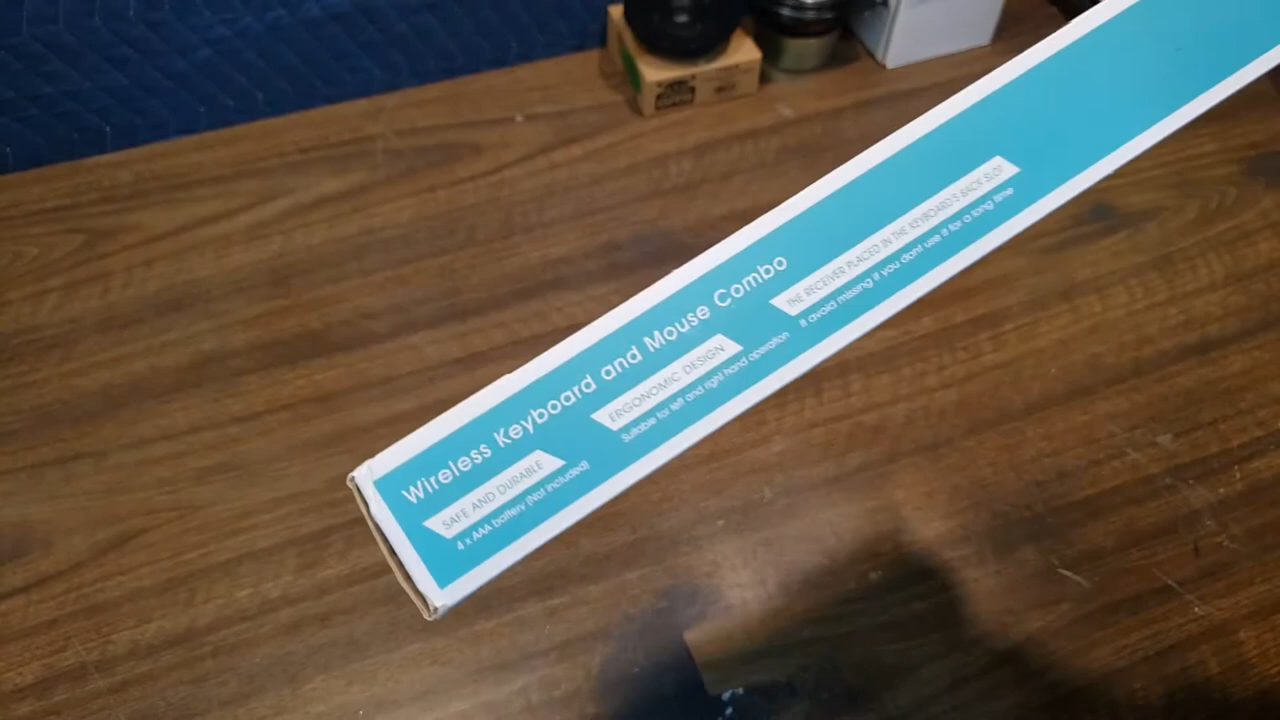 Wireless Keyboard and Mouse Combo
SAFE AND DURABLE
4 x AAA battery (Not included)
ERGONOMIC DESIGN
Suitable for left and right hand operation
THE RECEIVER PLACED IN THE KEYBOARD'S BACK SLOT
It avoid missing if you dont use it for a long time